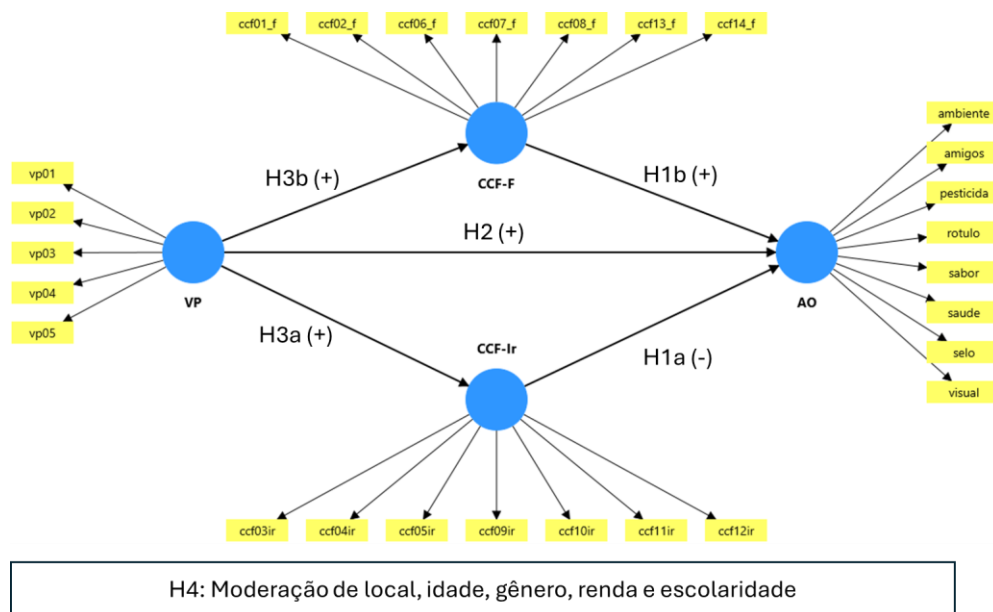 ccf01_f ccf02_f ccf06_f ccf07_f ccf08_f ccf13_f ccf14_f
CCF-F
H3b (+)
H1b (+)
vp01
vp02
vp03
vp04
vp05
VP
H2 (+)
ambiente
amigos
pesticida
rotulo
sabor
saude
selo
visual
AO
H3a (+)
CCF-Ir
H1a (-)
ccf03ir ccf04ir ccf05ir ccf09ir ccf10ir ccf11ir ccf12ir
H4: Moderação de local, idade, gênero, renda e escolaridade